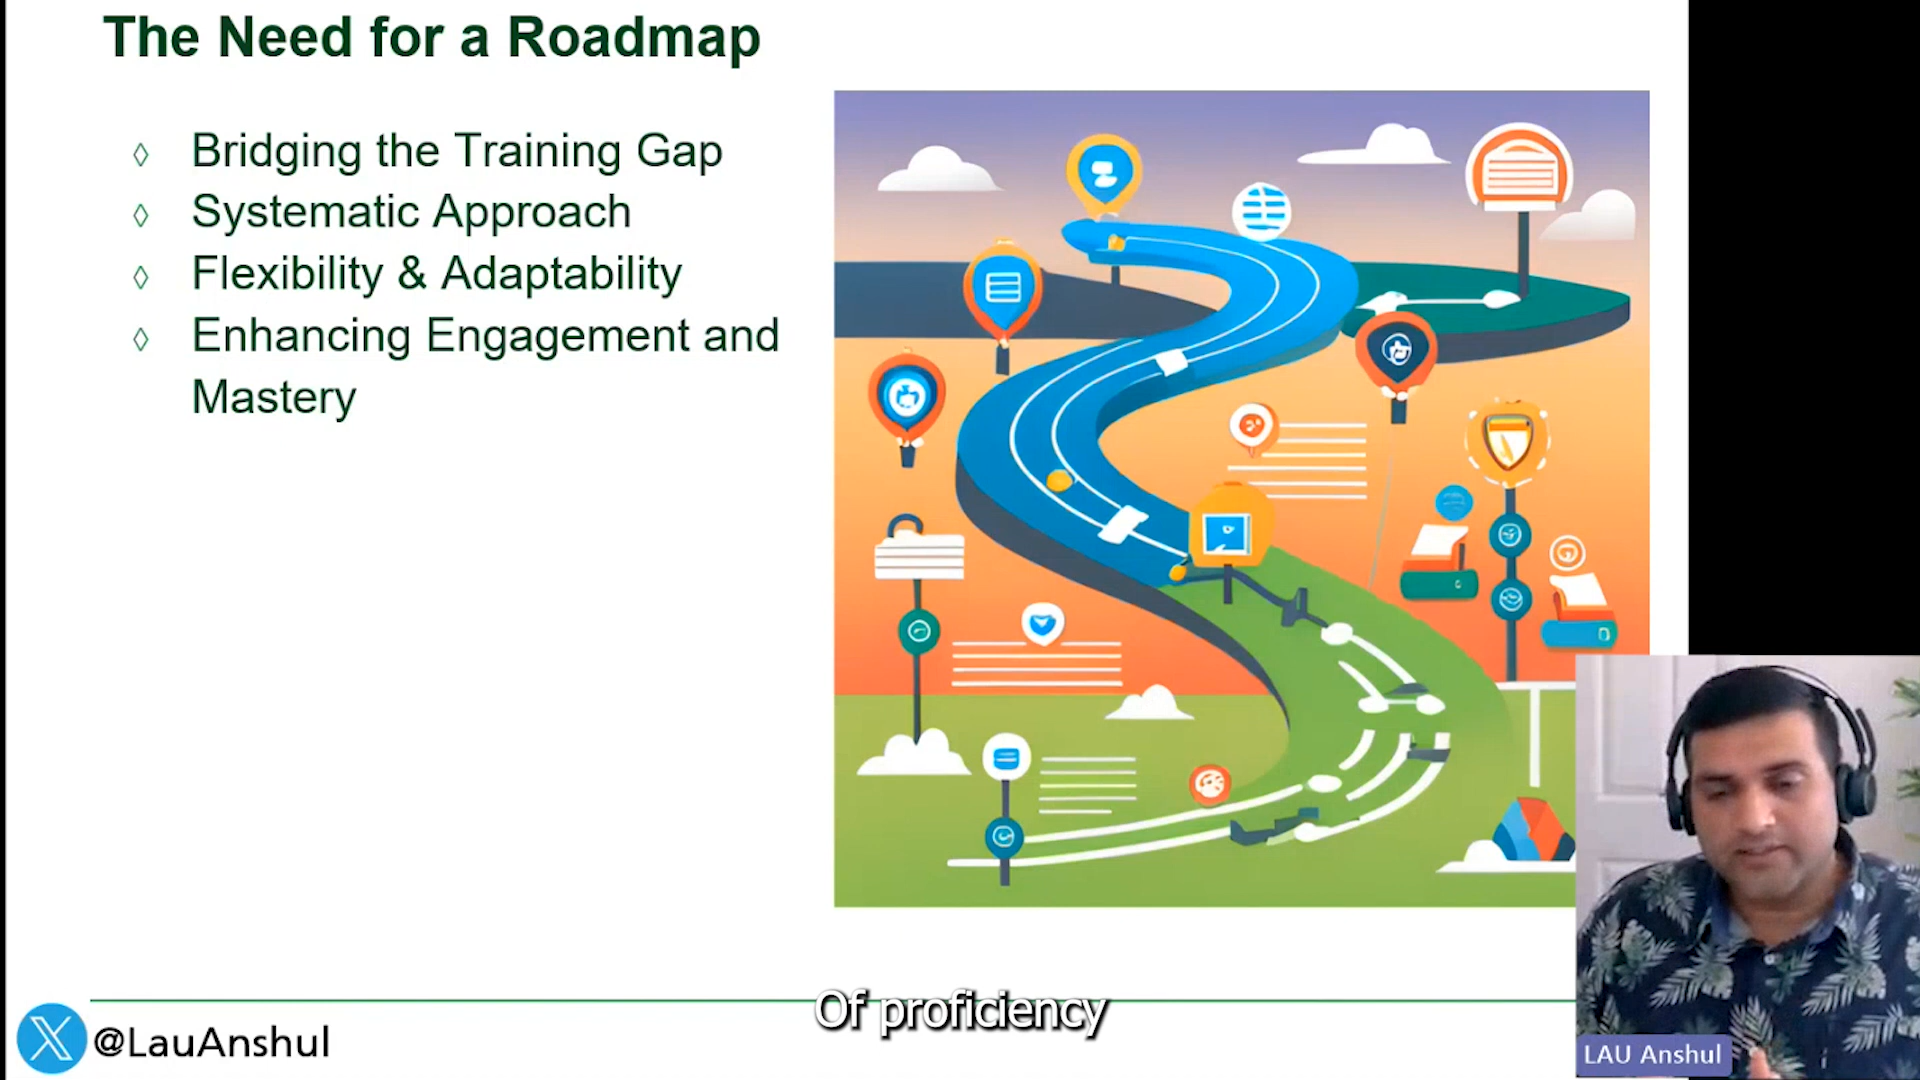 The Need for a Roadmap
◊ Bridging the Training Gap
◊ Systematic Approach
◊ Flexibility & Adaptability
◊ Enhancing Engagement and
Mastery
Of proficiency
@LauAnshul
LAU Anshul